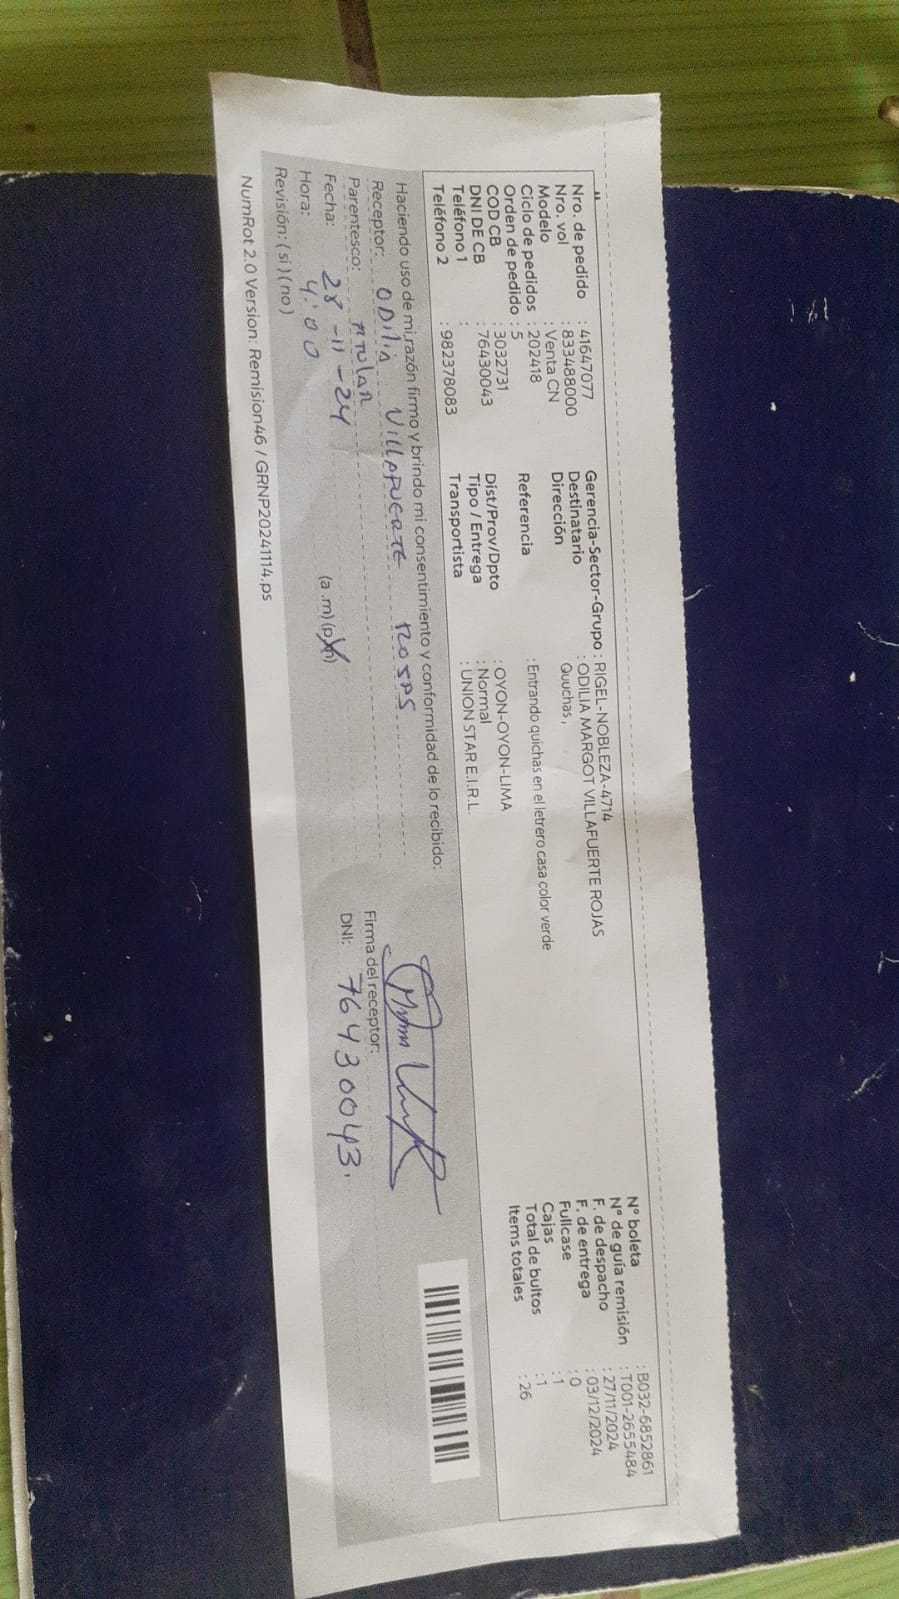 Nro. de pedido : 41647077
Nro. vol : 833488000
Modelo : Venta CN
Ciclo de pedidos : 202418
Orden de pedido : 5
COD CB : 3032731
DNI DE CB : 76430043
Teléfono 1 :
Teléfono 2 : 982378083
Gerencia-Sector-Grupo : RIGEL-NOBLEZA-4714
Destinatario : ODILIA MARGOT VILLAFUERTE ROJAS
Dirección Quuchas,
Referencia : Entrando quichas en el letrero casa color verde
Dist/Prov/Dpto : OYON-OYON-LIMA
Tipo / Entrega : Normal
Transportista : UNION STAR E.I.R.L.
N° boleta : B032-6852861
N° de guía remisión : T001-2655484
F. de despacho : 27/11/2024
F. de entrega : 03/12/2024
Fullcase : 0
Cajas : 1
Total de bultos : 1
Items totales : 26
Haciendo uso de mi razón firmo y brindo mi consentimiento y conformidad de lo recibido:
Receptor: ODiliA Villafuerte
Parentesco:
Fecha: 28-11-24
Hora: 4:00 (a .m) (p.m)
Revisión: ( si ) ( no )
Firma del receptor:
DNI: 76430043.
NumRot 2.0 Version: Remision46 / GRNP20241114.ps